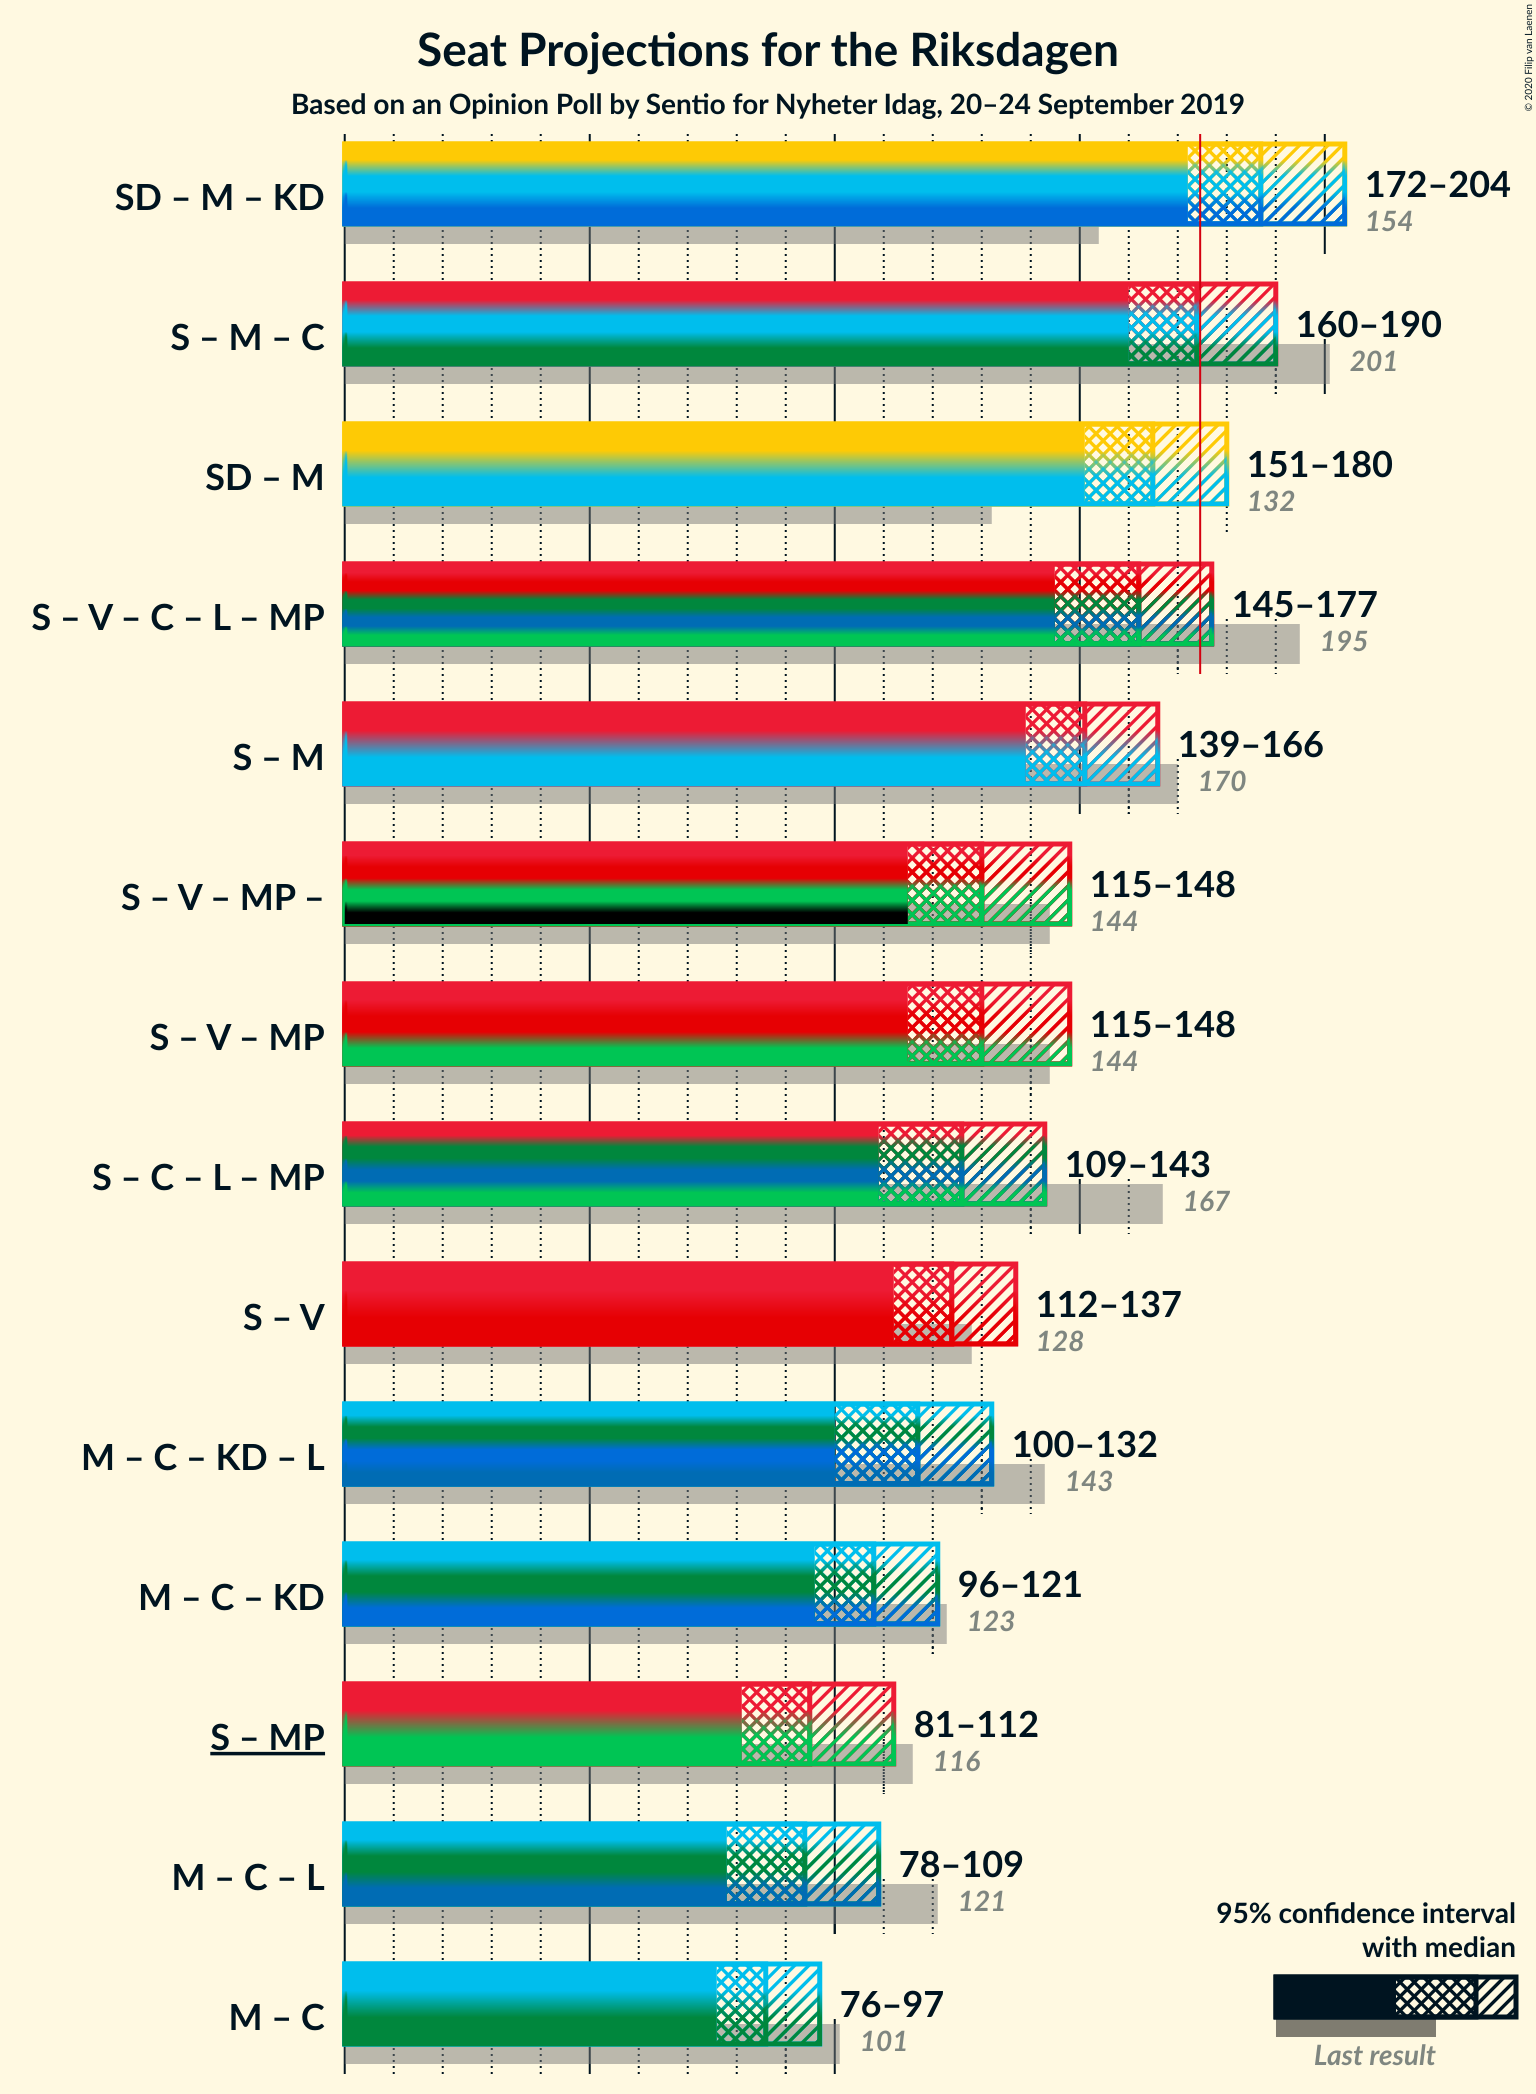 Seat Projections for the Riksdagen
Based on an Opinion Poll by Sentio for Nyheter Idag, 20–24 September 2019
© 2020 Filip van Laenen
SD – M – KD
172–204
154
S – M – C
160–190
201
SD – M
151–180
132
S – V – C – L – MP
145–177
195
S – M
139–166
170
S – V – MP –
115–148
144
S – V – MP
115–148
144
S – C – L – MP
109–143
167
S – V
112–137
128
M – C – KD – L
100–132
143
M – C – KD
96–121
123
S – MP
81–112
116
M – C – L
78–109
121
M – C
76–97
101
95% confidence interval
with median
Last result